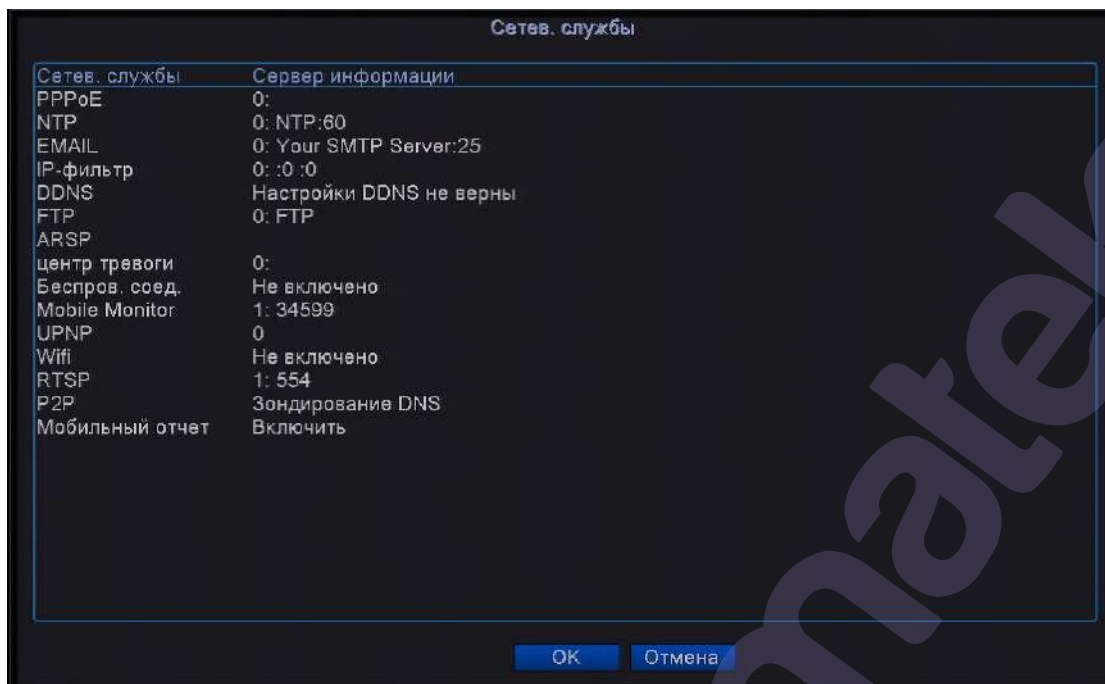 Сетев. службы
Сетев. службы Сервер информации
PPPoE 0:
NTP 0: NTP:60
EMAIL 0: Your SMTP Server:25
IP-фильтр 0: :0 :0
DDNS Настройки DDNS не верны
FTP 0: FTP
ARSP
центр тревоги 0:
Беспров. соед. Не включено
Mobile Monitor 1: 34599
UPNP 0
Wifi Не включено
RTSP 1: 554
P2P Зондирование DNS
Мобильный отчет Включить
OK Отмена